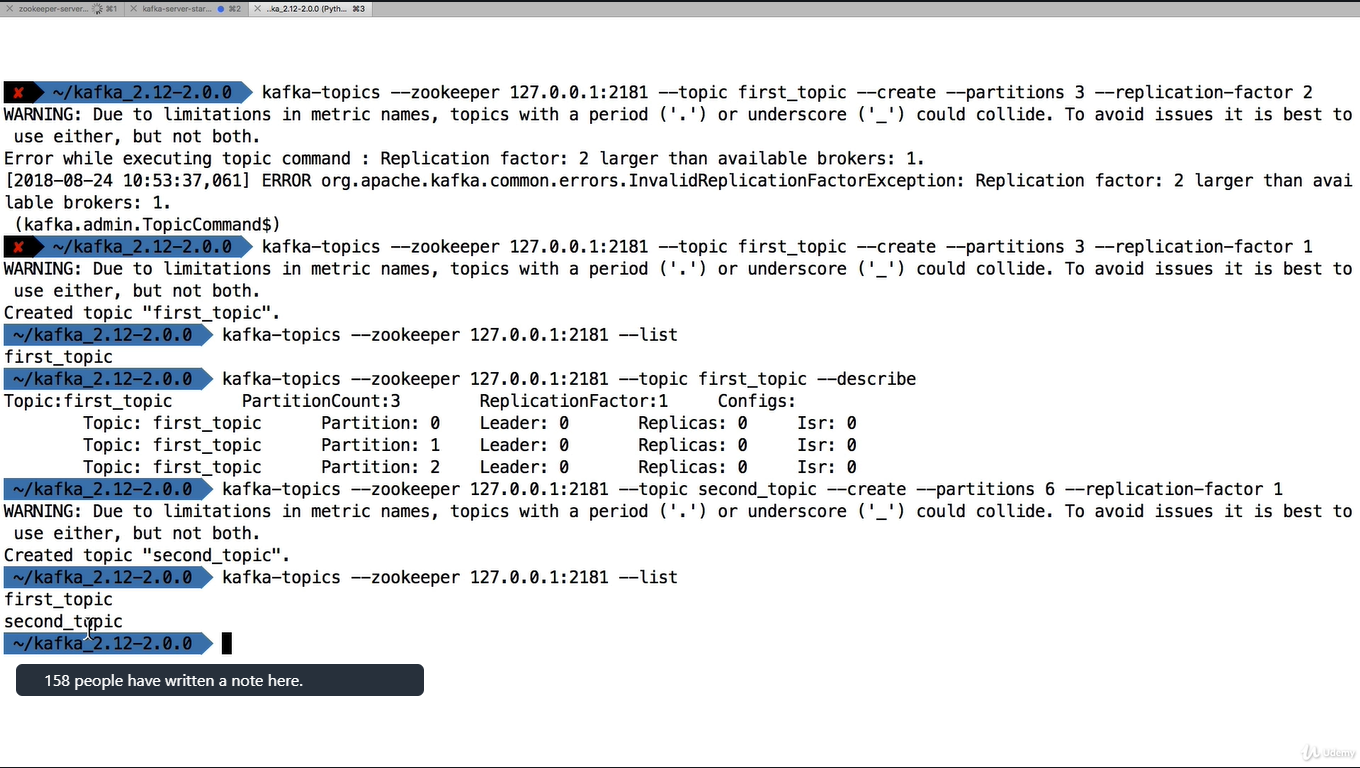 zookeeper-server... ⌘1 kafka-server-star... ⌘2 ..ka_2.12-2.0.0 (Pyth... ⌘3
✘ ~/kafka_2.12-2.0.0 kafka-topics --zookeeper 127.0.0.1:2181 --topic first_topic --create --partitions 3 --replication-factor 2
WARNING: Due to limitations in metric names, topics with a period ('.') or underscore ('_') could collide. To avoid issues it is best to
use either, but not both.
Error while executing topic command : Replication factor: 2 larger than available brokers: 1.
[2018-08-24 10:53:37,061] ERROR org.apache.kafka.common.errors.InvalidReplicationFactorException: Replication factor: 2 larger than avai
lable brokers: 1.
(kafka.admin.TopicCommand$)
✘ ~/kafka_2.12-2.0.0 kafka-topics --zookeeper 127.0.0.1:2181 --topic first_topic --create --partitions 3 --replication-factor 1
WARNING: Due to limitations in metric names, topics with a period ('.') or underscore ('_') could collide. To avoid issues it is best to
use either, but not both.
Created topic "first_topic".
~/kafka_2.12-2.0.0 kafka-topics --zookeeper 127.0.0.1:2181 --list
first_topic
~/kafka_2.12-2.0.0 kafka-topics --zookeeper 127.0.0.1:2181 --topic first_topic --describe
Topic:first_topic PartitionCount:3 ReplicationFactor:1 Configs:
Topic: first_topic Partition: 0 Leader: 0 Replicas: 0 Isr: 0
Topic: first_topic Partition: 1 Leader: 0 Replicas: 0 Isr: 0
Topic: first_topic Partition: 2 Leader: 0 Replicas: 0 Isr: 0
~/kafka_2.12-2.0.0 kafka-topics --zookeeper 127.0.0.1:2181 --topic second_topic --create --partitions 6 --replication-factor 1
WARNING: Due to limitations in metric names, topics with a period ('.') or underscore ('_') could collide. To avoid issues it is best to
use either, but not both.
Created topic "second_topic".
~/kafka_2.12-2.0.0 kafka-topics --zookeeper 127.0.0.1:2181 --list
first_topic
second_topic
~/kafka_2.12-2.0.0
158 people have written a note here.
Udemy